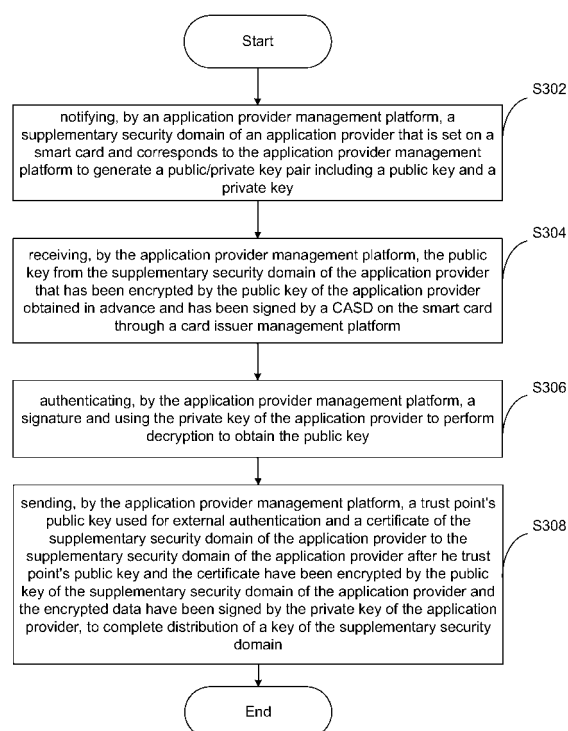 Start
S302
notifying, by an application provider management platform, a
supplementary security domain of an application provider that is set on a
smart card and corresponds to the application provider management
platform to generate a public/private key pair including a public key and a
private key
S304
receiving, by the application provider management platform, the public
key from the supplementary security domain of the application provider
that has been encrypted by the public key of the application provider
obtained in advance and has been signed by a CASD on the smart card
through a card issuer management platform
S306
authenticating, by the application provider management platform, a
signature and using the private key of the application provider to perform
decryption to obtain the public key
S308
sending, by the application provider management platform, a trust point's
public key used for external authentication and a certificate of the
supplementary security domain of the application provider to the
supplementary security domain of the application provider after he trust
point's public key and the certificate have been encrypted by the public
key of the supplementary security domain of the application provider and
the encrypted data have been signed by the private key of the application
provider, to complete distribution of a key of the supplementary security
domain
End